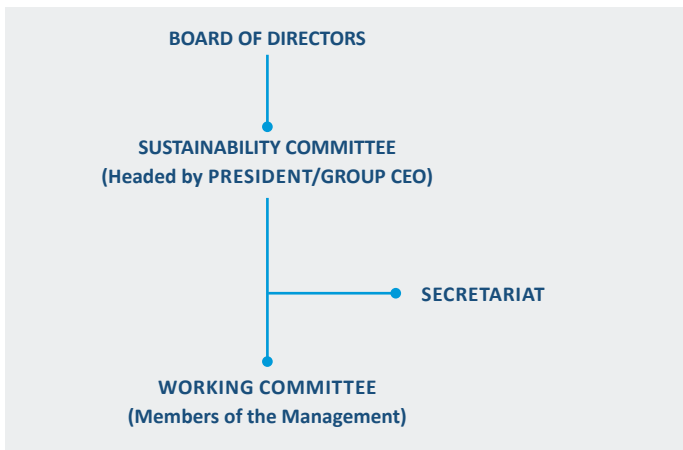 BOARD OF DIRECTORS
SUSTAINABILITY COMMITTEE
(Headed by PRESIDENT/GROUP CEO)
SECRETARIAT
WORKING COMMITTEE
(Members of the Management)